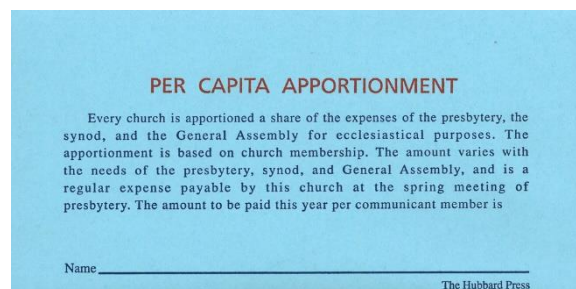 PER CAPITA APPORTIONMENT
Every church is apportioned a share of the expenses of the presbytery, the
synod, and the General Assembly for ecclesiastical purposes. The
apportionment is based on church membership. The amount varies with
the needs of the presbytery, synod, and General Assembly, and is a
regular expense payable by this church at the spring meeting of
presbytery. The amount to be paid this year per communicant member is
Name
The Hubbard Press